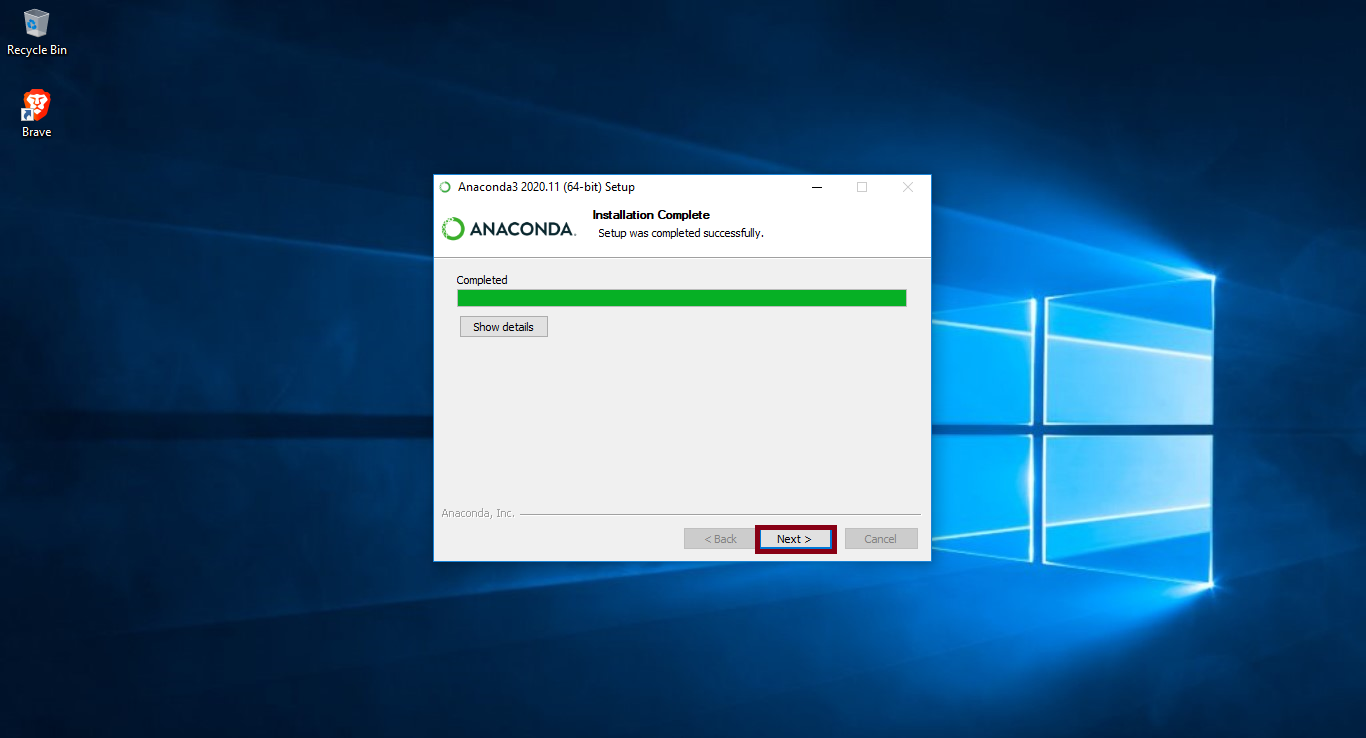 Recycle Bin
Brave
Anaconda3 2020.11 (64-bit) Setup
ANACONDA.
Installation Complete
Setup was completed successfully.
Completed
Show details
Anaconda, Inc.
< Back
Next >
Cancel